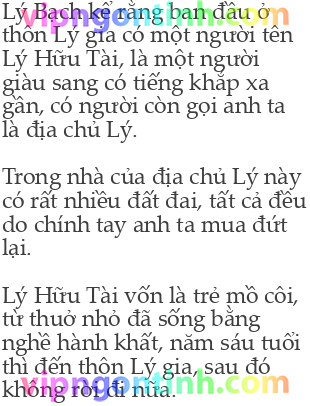 Lý Bạch kể rằng ban đầu ở
thôn Lý gia có một người tên
Lý Hữu Tài, là một người
giàu sang có tiếng khắp xa
gần, có người còn gọi anh ta
là địa chủ Lý.
Trong nhà của địa chủ Lý này
có rất nhiều đất đai, tất cả đều
do chính tay anh ta mua đứt
lại.
Lý Hữu Tài vốn là trẻ mồ côi,
từ thuở nhỏ đã sống bằng
nghề hành khất, năm sáu tuổi
thì đến thôn Lý gia, sau đó
không rời đi nữa.
vipngontinh.com
vipngontinh.com